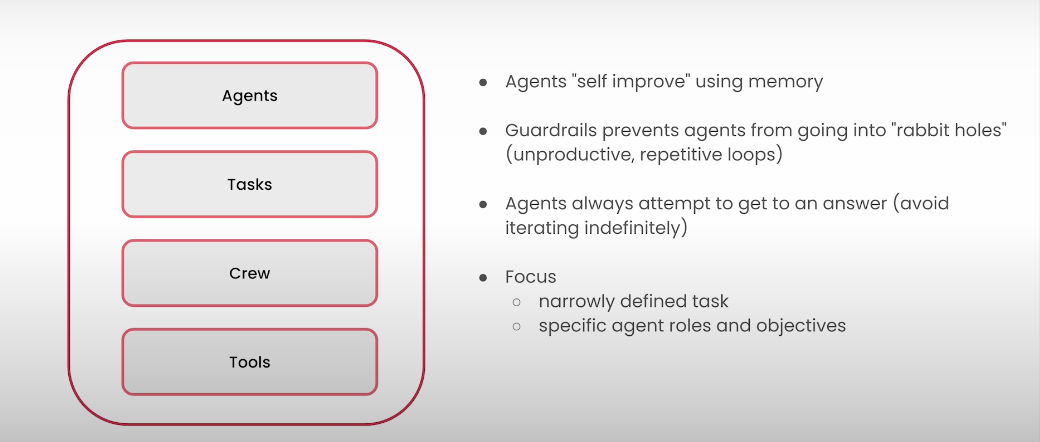 Agents
Tasks
Crew
Tools
● Agents "self improve" using memory
● Guardrails prevents agents from going into "rabbit holes"
(unproductive, repetitive loops)
● Agents always attempt to get to an answer (avoid
iterating indefinitely)
● Focus
○ narrowly defined task
○ specific agent roles and objectives